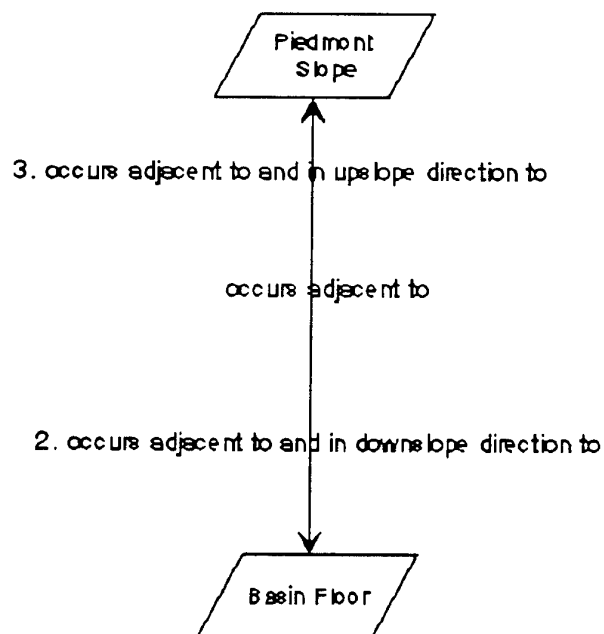 Piedmont
Slope
3. occurs adjacent to and in upslope direction to
occurs adjacent to
2. occurs adjacent to and in downslope direction to
Basin Floor